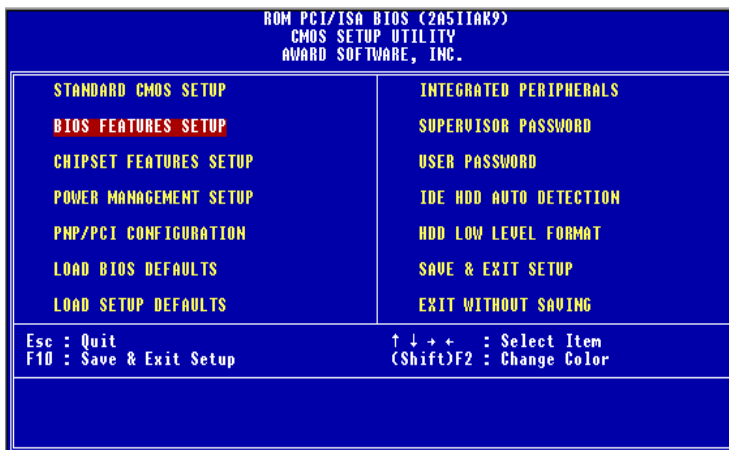 ROM PCI/ISA BIOS (2A5IIAK9)
CMOS SETUP UTILITY
AWARD SOFTWARE, INC.
STANDARD CMOS SETUP
BIOS FEATURES SETUP
CHIPSET FEATURES SETUP
POWER MANAGEMENT SETUP
PNP/PCI CONFIGURATION
LOAD BIOS DEFAULTS
LOAD SETUP DEFAULTS
INTEGRATED PERIPHERALS
SUPERVISOR PASSWORD
USER PASSWORD
IDE HDD AUTO DETECTION
HDD LOW LEVEL FORMAT
SAVE & EXIT SETUP
EXIT WITHOUT SAVING
Esc : Quit
F10 : Save & Exit Setup
↑ ↓ → ← : Select Item
(Shift)F2 : Change Color